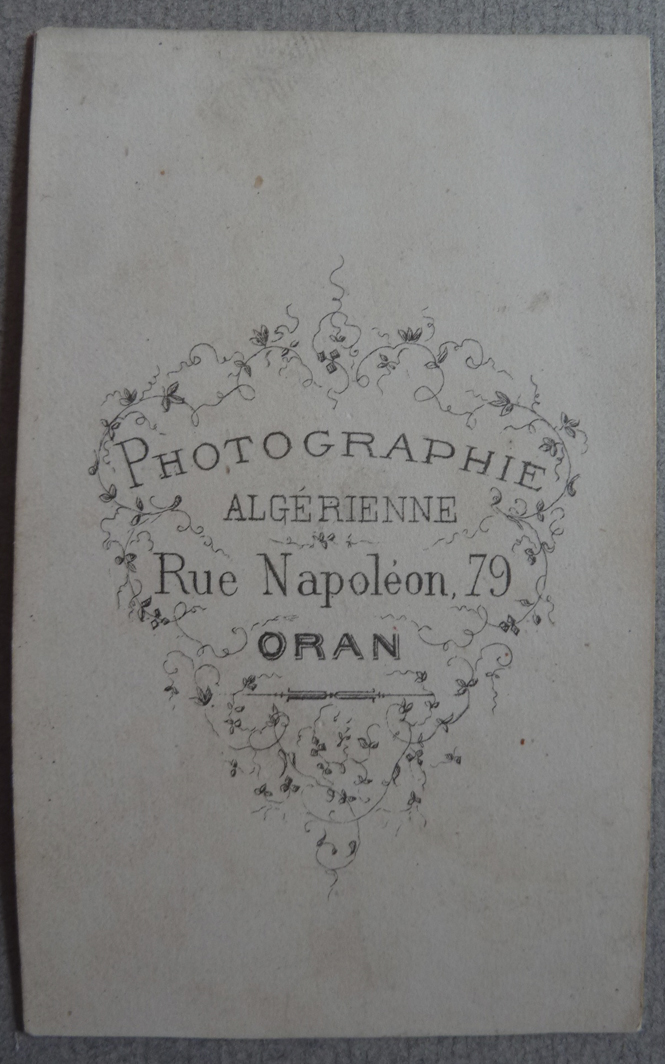 PHOTOGRAPHIE
ALGÉRIENNE
Rue Napoléon, 79
ORAN